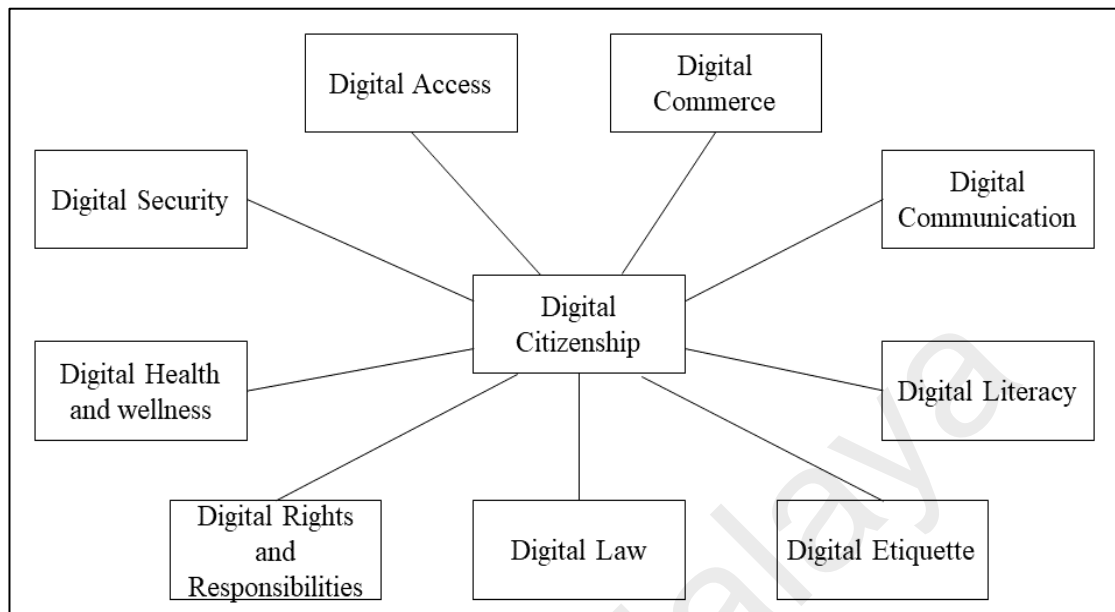 Digital Access
Digital
Commerce
Digital Security
Digital
Communication
Digital
Citizenship
Digital Health
and wellness
Digital Literacy
Digital Rights
and
Responsibilities
Digital Law
Digital Etiquette
alaya